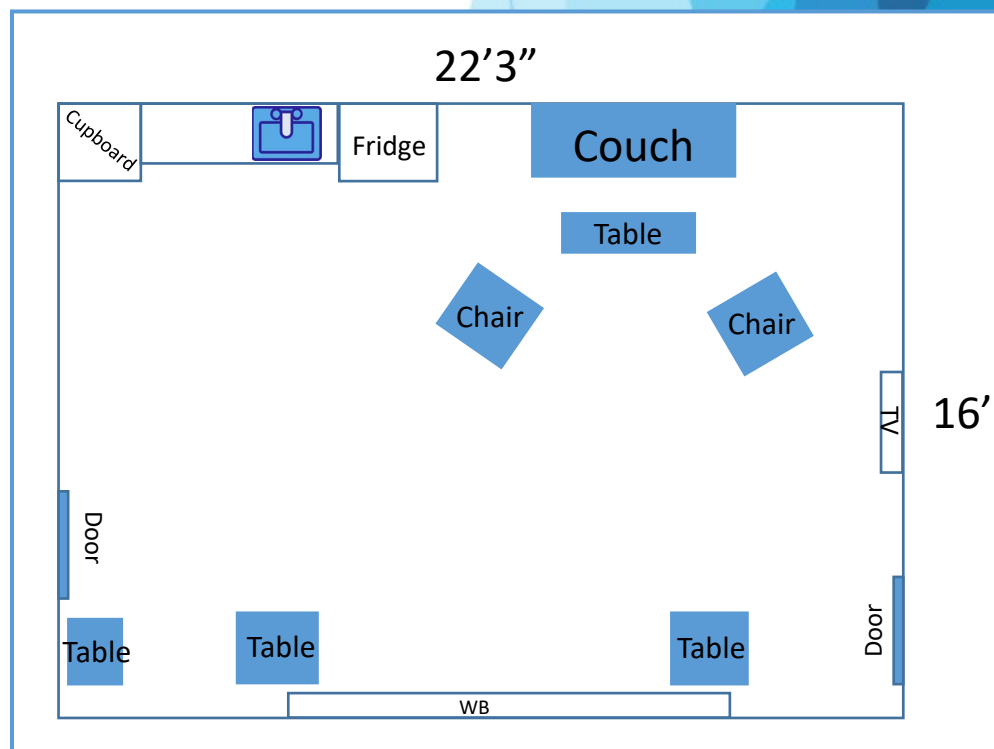 22’3”
Cupboard
Fridge
Couch
Table
Chair
Chair
TV
16’
Door
Door
Table
Table
Table
WB